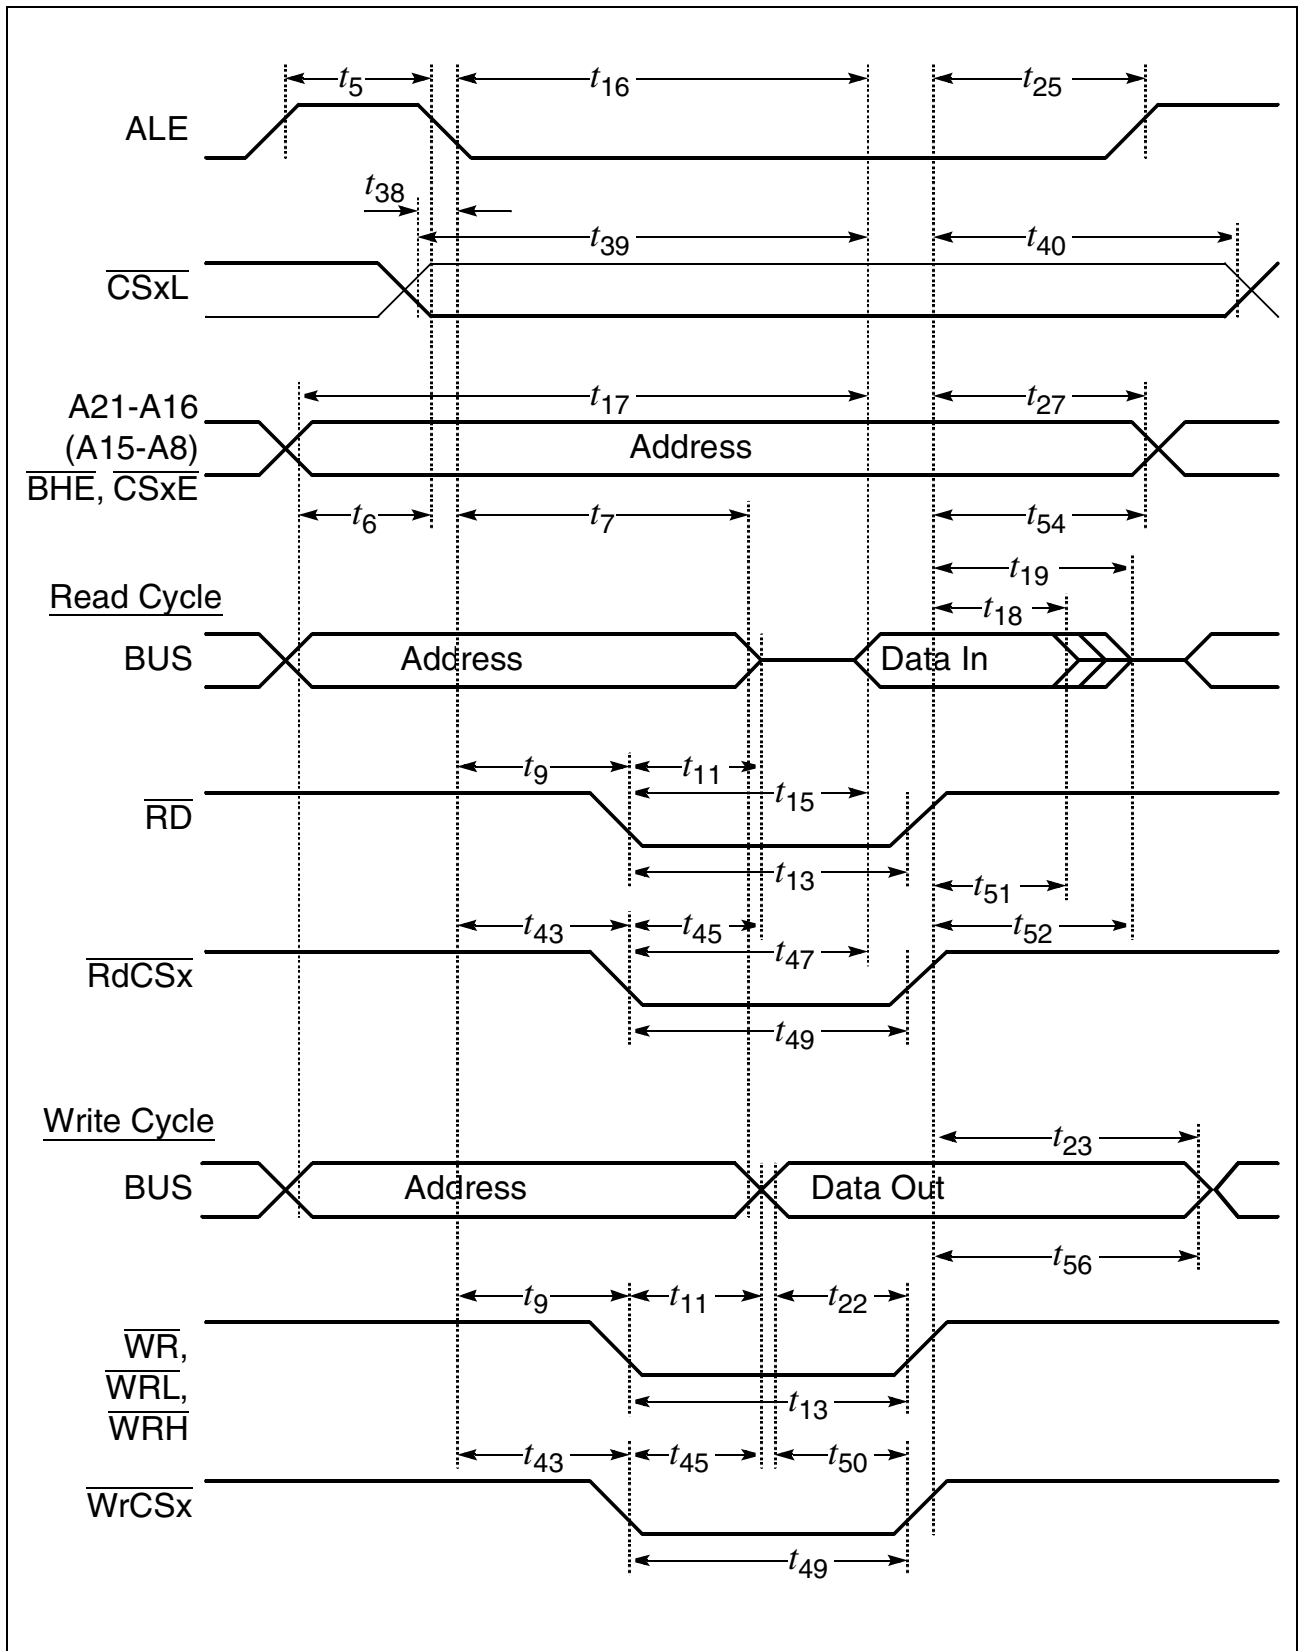 t5 t16 t25
ALE
t38
t39 t40
CSxL
t17 t27
A21-A16
(A15-A8)
Address
BHE, CSxE
t6 t7 t54
t19
Read Cycle
t18
BUS Address Data In
t9 t11
t15
RD
t13
t51
t43 t45 t52
t47
RdCSx
t49
Write Cycle
t23
BUS Address Data Out
t56
t9 t11 t22
WR,
WRL,
t13
WRH
t43 t45 t50
WrCSx
t49